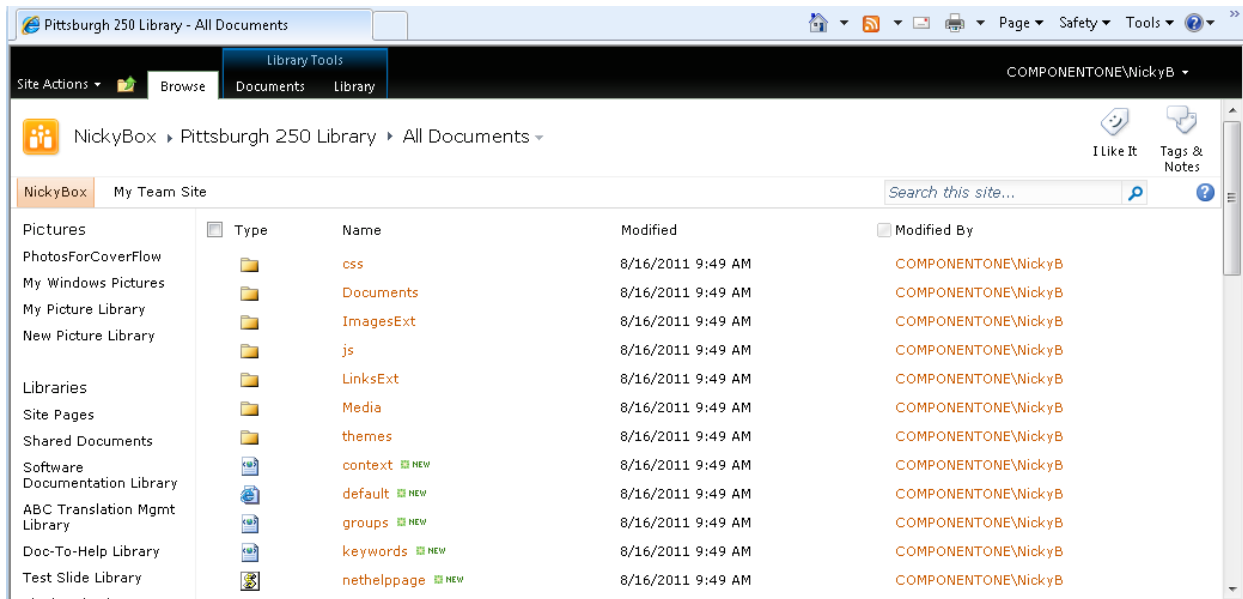 Pittsburgh 250 Library - All Documents
Page Safety Tools
Library Tools
Site Actions Browse Documents Library COMPONENTONE\NickyB
NickyBox Pittsburgh 250 Library All Documents
I Like It Tags & Notes
NickyBox My Team Site Search this site...
Pictures
PhotosForCoverFlow
My Windows Pictures
My Picture Library
New Picture Library
Libraries
Site Pages
Shared Documents
Software
Documentation Library
ABC Translation Mgmt
Library
Doc-To-Help Library
Test Slide Library
Type Name Modified Modified By
css 8/16/2011 9:49 AM COMPONENTONE\NickyB
Documents 8/16/2011 9:49 AM COMPONENTONE\NickyB
ImagesExt 8/16/2011 9:49 AM COMPONENTONE\NickyB
js 8/16/2011 9:49 AM COMPONENTONE\NickyB
LinksExt 8/16/2011 9:49 AM COMPONENTONE\NickyB
Media 8/16/2011 9:49 AM COMPONENTONE\NickyB
themes 8/16/2011 9:49 AM COMPONENTONE\NickyB
context NEW 8/16/2011 9:49 AM COMPONENTONE\NickyB
default NEW 8/16/2011 9:49 AM COMPONENTONE\NickyB
groups NEW 8/16/2011 9:49 AM COMPONENTONE\NickyB
keywords NEW 8/16/2011 9:49 AM COMPONENTONE\NickyB
nethelppage NEW 8/16/2011 9:49 AM COMPONENTONE\NickyB